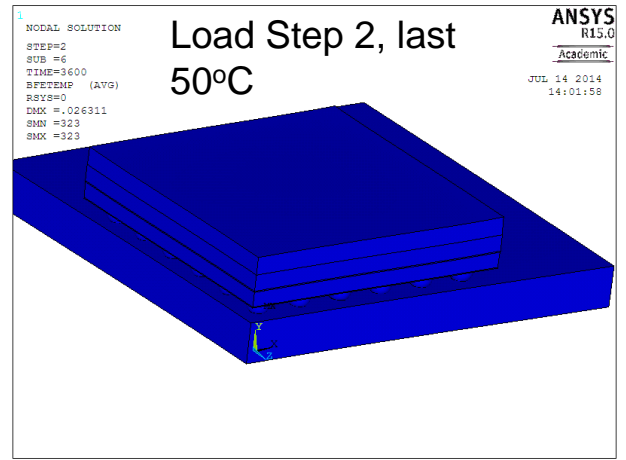 1
NODAL SOLUTION
STEP=2
SUB =6
TIME=3600
BFETEMP (AVG)
RSYS=0
DMX =.026311
SMN =323
SMX =323
Load Step 2, last
50°C
ANSYS
R15.0
Academic
JUL 14 2014
14:01:58
Y
X
Z